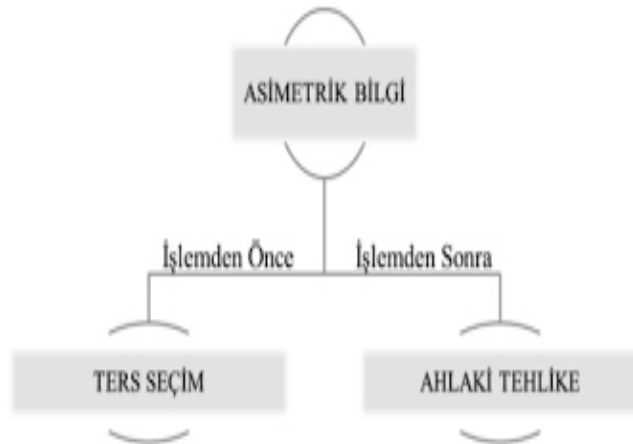 ASİMETRİK BİLGİ
İşlemden Önce
İşlemden Sonra
TERS SEÇİM
AHLAKİ TEHLİKE